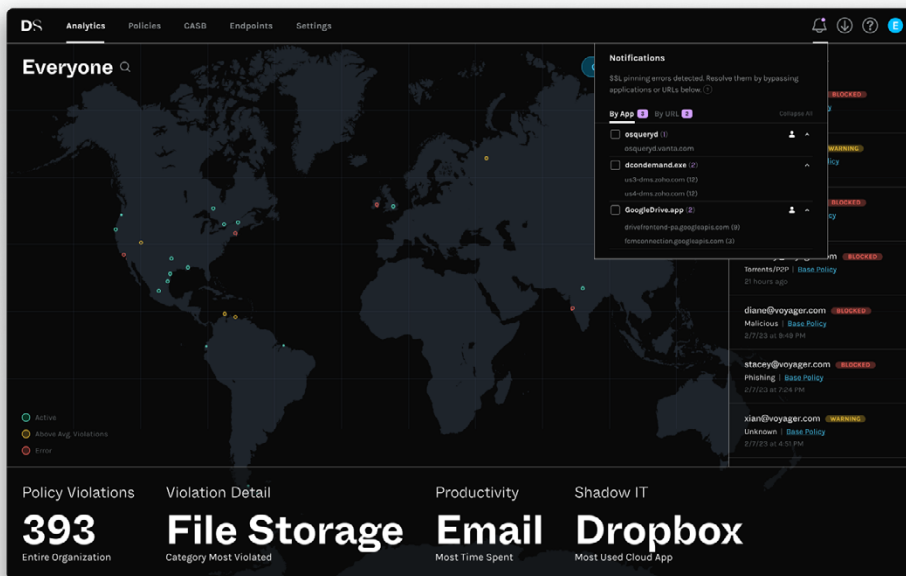 DS Analytics Policies CASB Endpoints Settings E
Everyone
Notifications
SSL pinning errors detected. Resolve them by bypassing
applications or URLs below.
By App 3 By URL 3 Collapse All
osqueryd (1)
osqueryd.vanta.com
dcondemand.exe (2)
us3-dms.zoho.com (12)
us4-dms.zoho.com (12)
GoogleDrive.app (2)
drivefrontend-pa.googleapis.com (9)
fcmconnection.googleapis.com (3)
BLOCKED
WARNING
BLOCKED
BLOCKED
Torrents/P2P | Base Policy
21 hours ago
diane@voyager.com BLOCKED
Malicious | Base Policy
2/7/23 at 9:49 PM
stacey@voyager.com BLOCKED
Phishing | Base Policy
2/7/23 at 7:24 PM
xian@voyager.com WARNING
Unknown | Base Policy
2/7/23 at 4:51 PM
Active
Above Avg. Violations
Error
Policy Violations
393
Entire Organization
Violation Detail
File Storage
Category Most Violated
Productivity
Email
Most Time Spent
Shadow IT
Dropbox
Most Used Cloud App